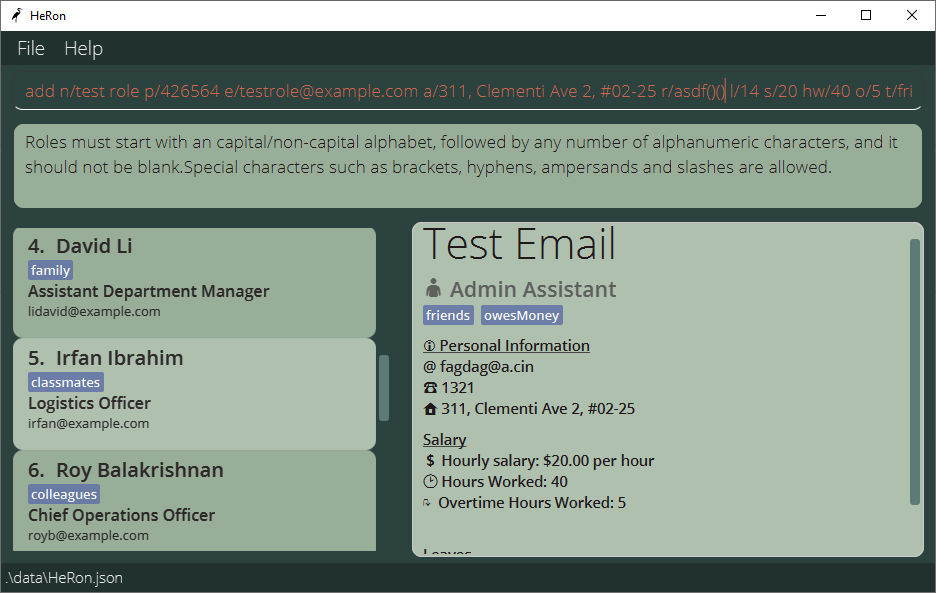 HeRon
File Help
add n/test role p/426564 e/testrole@example.com a/311, Clementi Ave 2, #02-25 r/asdf()() l/14 s/20 hw/40 o/5 t/fri
Roles must start with an capital/non-capital alphabet, followed by any number of alphanumeric characters, and it
should not be blank.Special characters such as brackets, hyphens, ampersands and slashes are allowed.
4. David Li
family
Assistant Department Manager
lidavid@example.com
5. Irfan Ibrahim
classmates
Logistics Officer
irfan@example.com
6. Roy Balakrishnan
colleagues
Chief Operations Officer
royb@example.com
Test Email
Admin Assistant
friends owesMoney
Personal Information
@ fagdag@a.cin
1321
311, Clementi Ave 2, #02-25
Salary
$ Hourly salary: $20.00 per hour
Hours Worked: 40
Overtime Hours Worked: 5
Leaves
.\data\HeRon.json